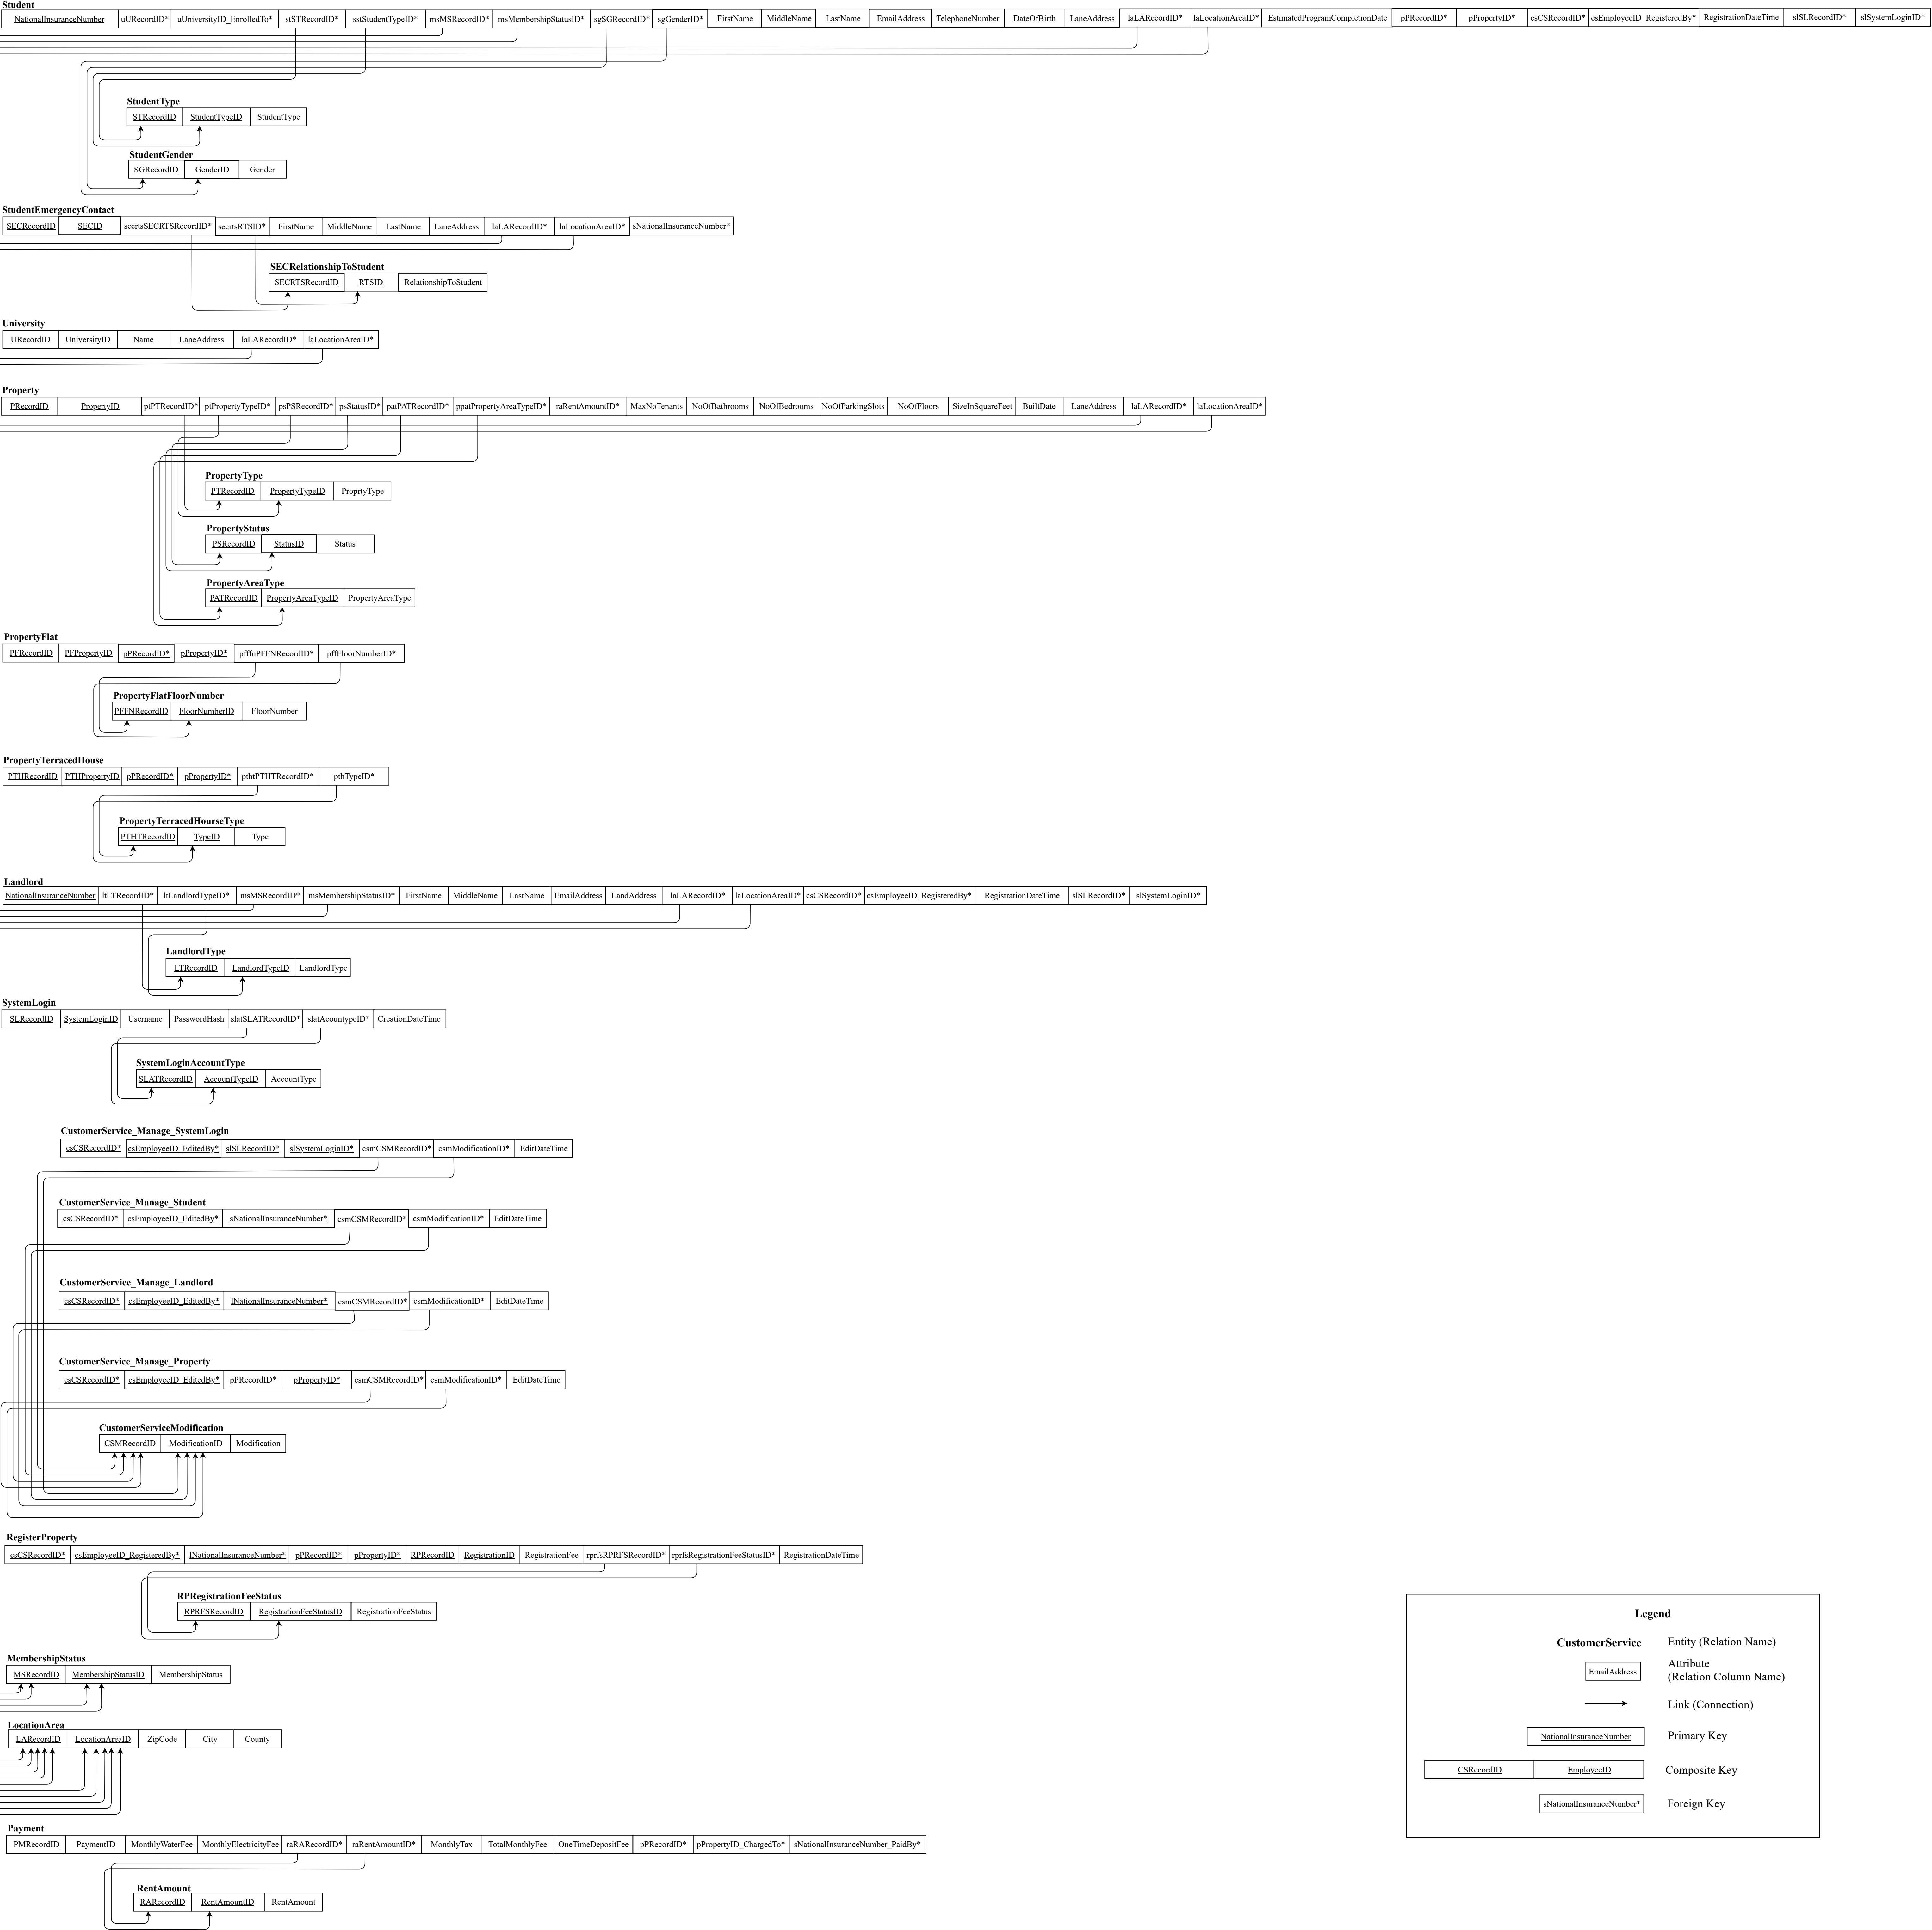 Student
NationalInsuranceNumber uURecordID* uUniversityID_EnrolledTo* stSTRecordID* sstStudentTypeID* msMSRecordID* msMembershipStatusID* sgSGRecordID* sgGenderID* FirstName MiddleName LastName EmailAddress TelephoneNumber DateOfBirth LaneAddress laLARecordID* laLocationAreaID* EstimatedProgramCompletionDate pPRecordID* pPropertyID* csCSRecordID* csEmployeeID_RegisteredBy* RegistrationDateTime slSLRecordID* slSystemLoginID*
StudentType
STRecordID StudentTypeID StudentType
StudentGender
SGRecordID GenderID Gender
StudentEmergencyContact
SECRecordID SECID secrtsSECRTSRecordID* secrtsRTSID* FirstName MiddleName LastName LaneAddress laLARecordID* laLocationAreaID* sNationalInsuranceNumber*
SECRelationshipToStudent
SECRTSRecordID RTSID RelationshipToStudent
University
URecordID UniversityID Name LaneAddress laLARecordID* laLocationAreaID*
Property
PRecordID PropertyID ptPTRecordID* ptPropertyTypeID* psPSRecordID* psStatusID* patPATRecordID* ppatPropertyAreaTypeID* raRentAmountID* MaxNoTenants NoOfBathrooms NoOfBedrooms NoOfParkingSlots NoOfFloors SizeInSquareFeet BuiltDate LaneAddress laLARecordID* laLocationAreaID*
PropertyType
PTRecordID PropertyTypeID ProprtyType
PropertyStatus
PSRecordID StatusID Status
PropertyAreaType
PATRecordID PropertyAreaTypeID PropertyAreaType
PropertyFlat
PFRecordID PFPropertyID pPRecordID* pPropertyID* pfffnPFFNRecordID* pffFloorNumberID*
PropertyFlatFloorNumber
PFFNRecordID FloorNumberID FloorNumber
PropertyTerracedHouse
PTHRecordID PTHPropertyID pPRecordID* pPropertyID* pthtPTHTRecordID* pthTypeID*
PropertyTerracedHourseType
PTHTRecordID TypeID Type
Landlord
NationalInsuranceNumber ltLTRecordID* ltLandlordTypeID* msMSRecordID* msMembershipStatusID* FirstName MiddleName LastName EmailAddress LandAddress laLARecordID* laLocationAreaID* csCSRecordID* csEmployeeID_RegisteredBy* RegistrationDateTime slSLRecordID* slSystemLoginID*
LandlordType
LTRecordID LandlordTypeID LandlordType
SystemLogin
SLRecordID SystemLoginID Username PasswordHash slatSLATRecordID* slatAcountypeID* CreationDateTime
SystemLoginAccountType
SLATRecordID AccountTypeID AccountType
CustomerService_Manage_SystemLogin
csCSRecordID* csEmployeeID_EditedBy* slSLRecordID* slSystemLoginID* csmCSMRecordID* csmModificationID* EditDateTime
CustomerService_Manage_Student
csCSRecordID* csEmployeeID_EditedBy* sNationalInsuranceNumber* csmCSMRecordID* csmModificationID* EditDateTime
CustomerService_Manage_Landlord
csCSRecordID* csEmployeeID_EditedBy* lNationalInsuranceNumber* csmCSMRecordID* csmModificationID* EditDateTime
CustomerService_Manage_Property
csCSRecordID* csEmployeeID_EditedBy* pPRecordID* pPropertyID* csmCSMRecordID* csmModificationID* EditDateTime
CustomerServiceModification
CSMRecordID ModificationID Modification
RegisterProperty
csCSRecordID* csEmployeeID_RegisteredBy* lNationalInsuranceNumber* pPRecordID* pPropertyID* RPRecordID RegistrationID RegistrationFee rprfsRPRFSRecordID* rprfsRegistrationFeeStatusID* RegistrationDateTime
RPRegistrationFeeStatus
RPRFSRecordID RegistrationFeeStatusID RegistrationFeeStatus
MembershipStatus
MSRecordID MembershipStatusID MembershipStatus
LocationArea
LARecordID LocationAreaID ZipCode City County
Payment
PMRecordID PaymentID MonthlyWaterFee MonthlyElectricityFee raRARecordID* raRentAmountID* MonthlyTax TotalMonthlyFee OneTimeDepositFee pPRecordID* pPropertyID_ChargedTo* sNationalInsuranceNumber_PaidBy*
RentAmount
RARecordID RentAmountID RentAmount
Legend
CustomerService Entity (Relation Name)
EmailAddress Attribute
(Relation Column Name)
Link (Connection)
NationalInsuranceNumber Primary Key
CSRecordID EmployeeID Composite Key
sNationalInsuranceNumber* Foreign Key